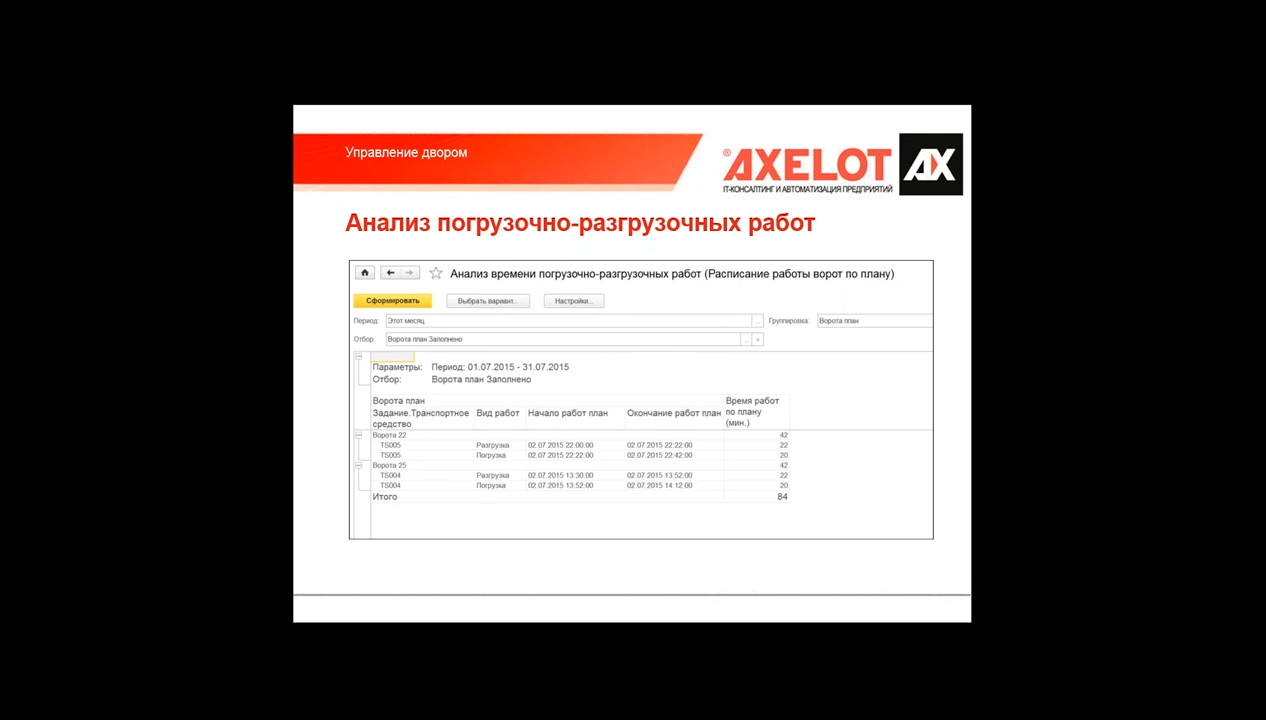 Управление двором
®AXELOT AX
IT-КОНСАЛТИНГ И АВТОМАТИЗАЦИЯ ПРЕДПРИЯТИЙ
Анализ погрузочно-разгрузочных работ
Анализ времени погрузочно-разгрузочных работ (Расписание работы ворот по плану)
Сформировать Выбрать вариант... Настройки...
Период: Этот месяц ... Группировка: Ворота план
Отбор: Ворота план Заполнено ... ×
Параметры: Период: 01.07.2015 - 31.07.2015
Отбор: Ворота план Заполнено
Ворота план Время работ
Задание.Транспортное Вид работ Начало работ план Окончание работ план по плану
средство (мин.)
Ворота 22 42
TS005 Разгрузка 02.07.2015 22:00:00 02.07.2015 22:22:00 22
TS005 Погрузка 02.07.2015 22:22:00 02.07.2015 22:42:00 20
Ворота 25 42
TS004 Разгрузка 02.07.2015 13:30:00 02.07.2015 13:52:00 22
TS004 Погрузка 02.07.2015 13:52:00 02.07.2015 14:12:00 20
Итого 84